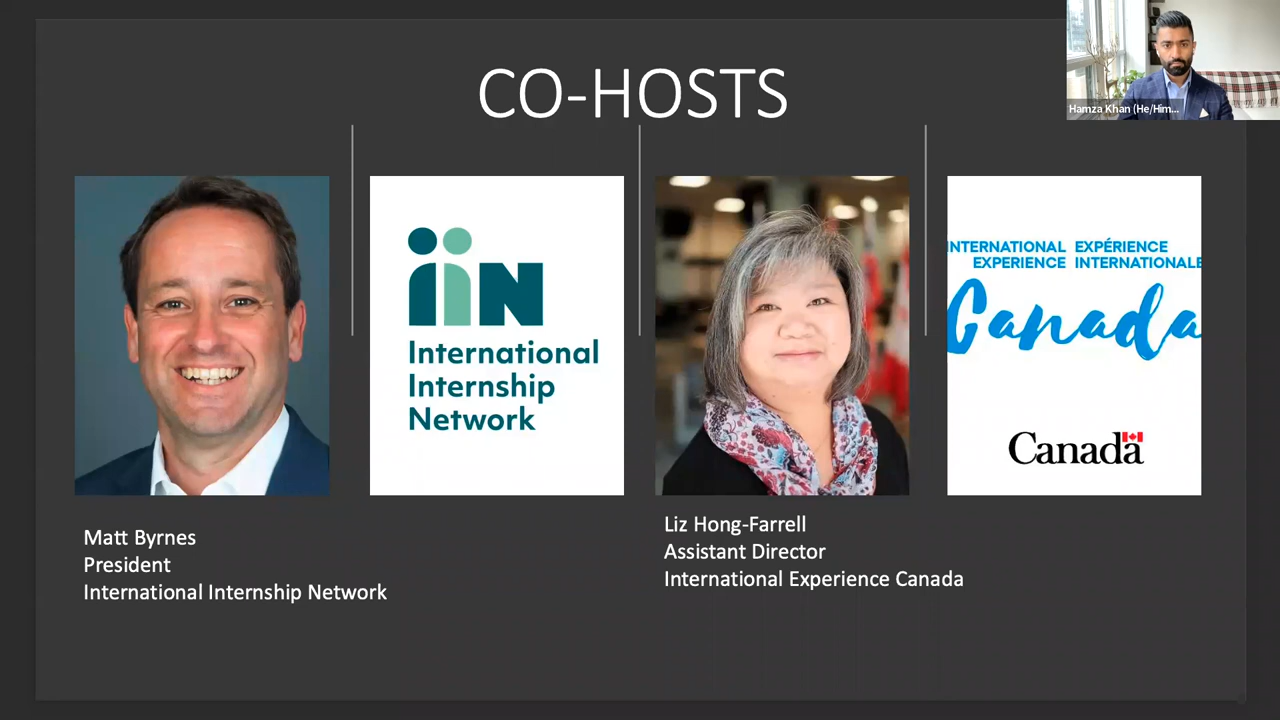 CO-HOSTS
Hamza Khan (He/Him...
iiN
International
Internship
Network
INTERNATIONAL EXPÉRIENCE
EXPERIENCE INTERNATIONALE
Canada
Canada
Matt Byrnes
President
International Internship Network
Liz Hong-Farrell
Assistant Director
International Experience Canada